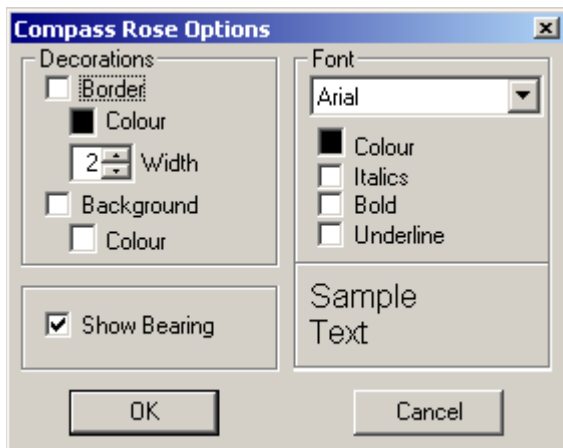 Compass Rose Options
Decorations
Border
Colour
2 Width
Background
Colour
Show Bearing
Font
Arial
Colour
Italics
Bold
Underline
Sample
Text
OK
Cancel